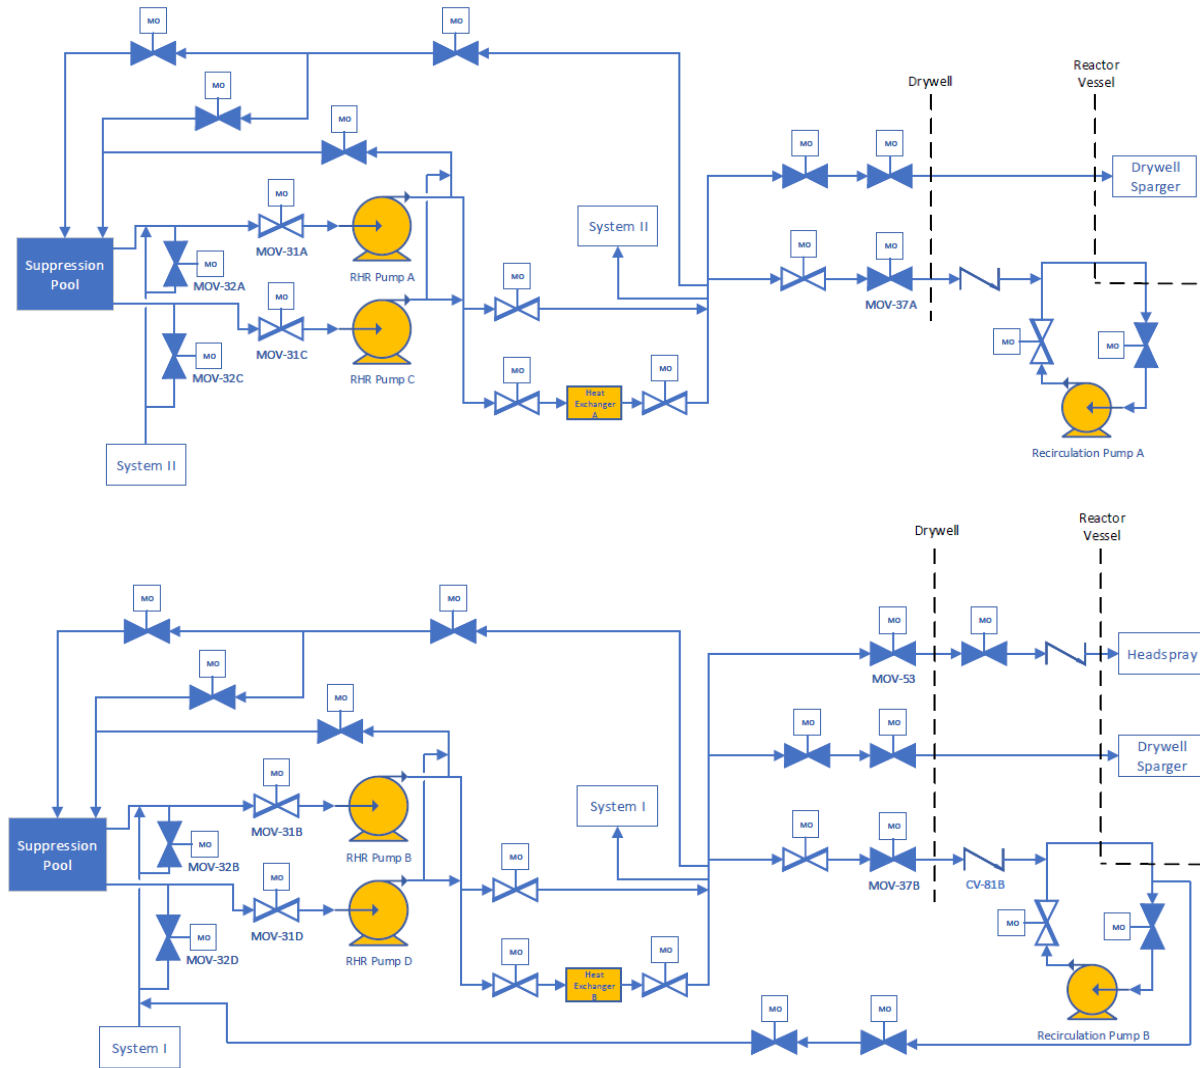 MO
MO
MO
MO
Drywell
Reactor
Vessel
MO
MO
Drywell
Sparger
MO
MOV-31A
RHR Pump A
System II
MO
MO
MOV-37A
Suppression
Pool
MO
MOV-32A
MO
MOV-31C
RHR Pump C
MO
MO
MOV-32C
MO
Heat
Exchanger
A
MO
MO
MO
Recirculation Pump A
System II
Drywell
Reactor
Vessel
MO
MO
MO
MO
MO
MO
MOV-53
Headspray
MO
MO
Drywell
Sparger
MO
MOV-31B
RHR Pump B
System I
MO
MO
MOV-37B
CV-81B
Suppression
Pool
MO
MOV-32B
MO
MOV-31D
RHR Pump D
MO
MO
MOV-32D
MO
Heat
Exchanger
B
MO
MO
MO
Recirculation Pump B
MO
MO
System I